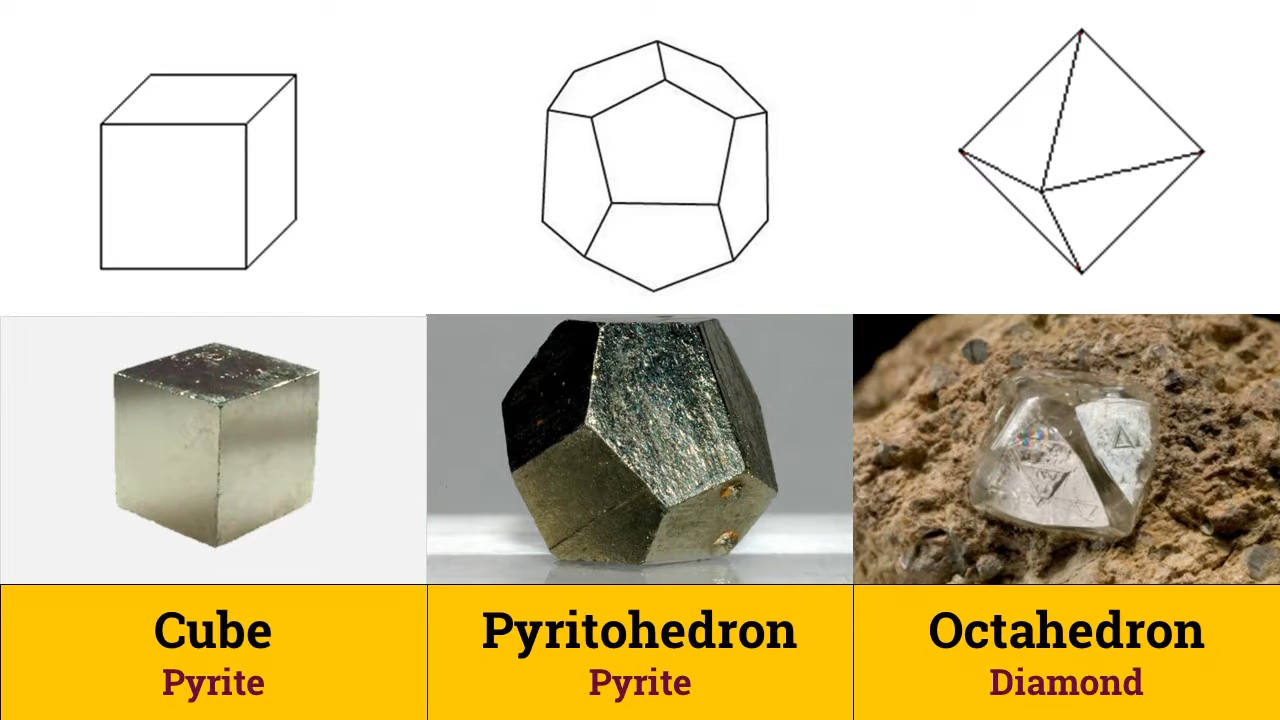 Cube
Pyrite
Pyritohedron
Pyrite
Octahedron
Diamond